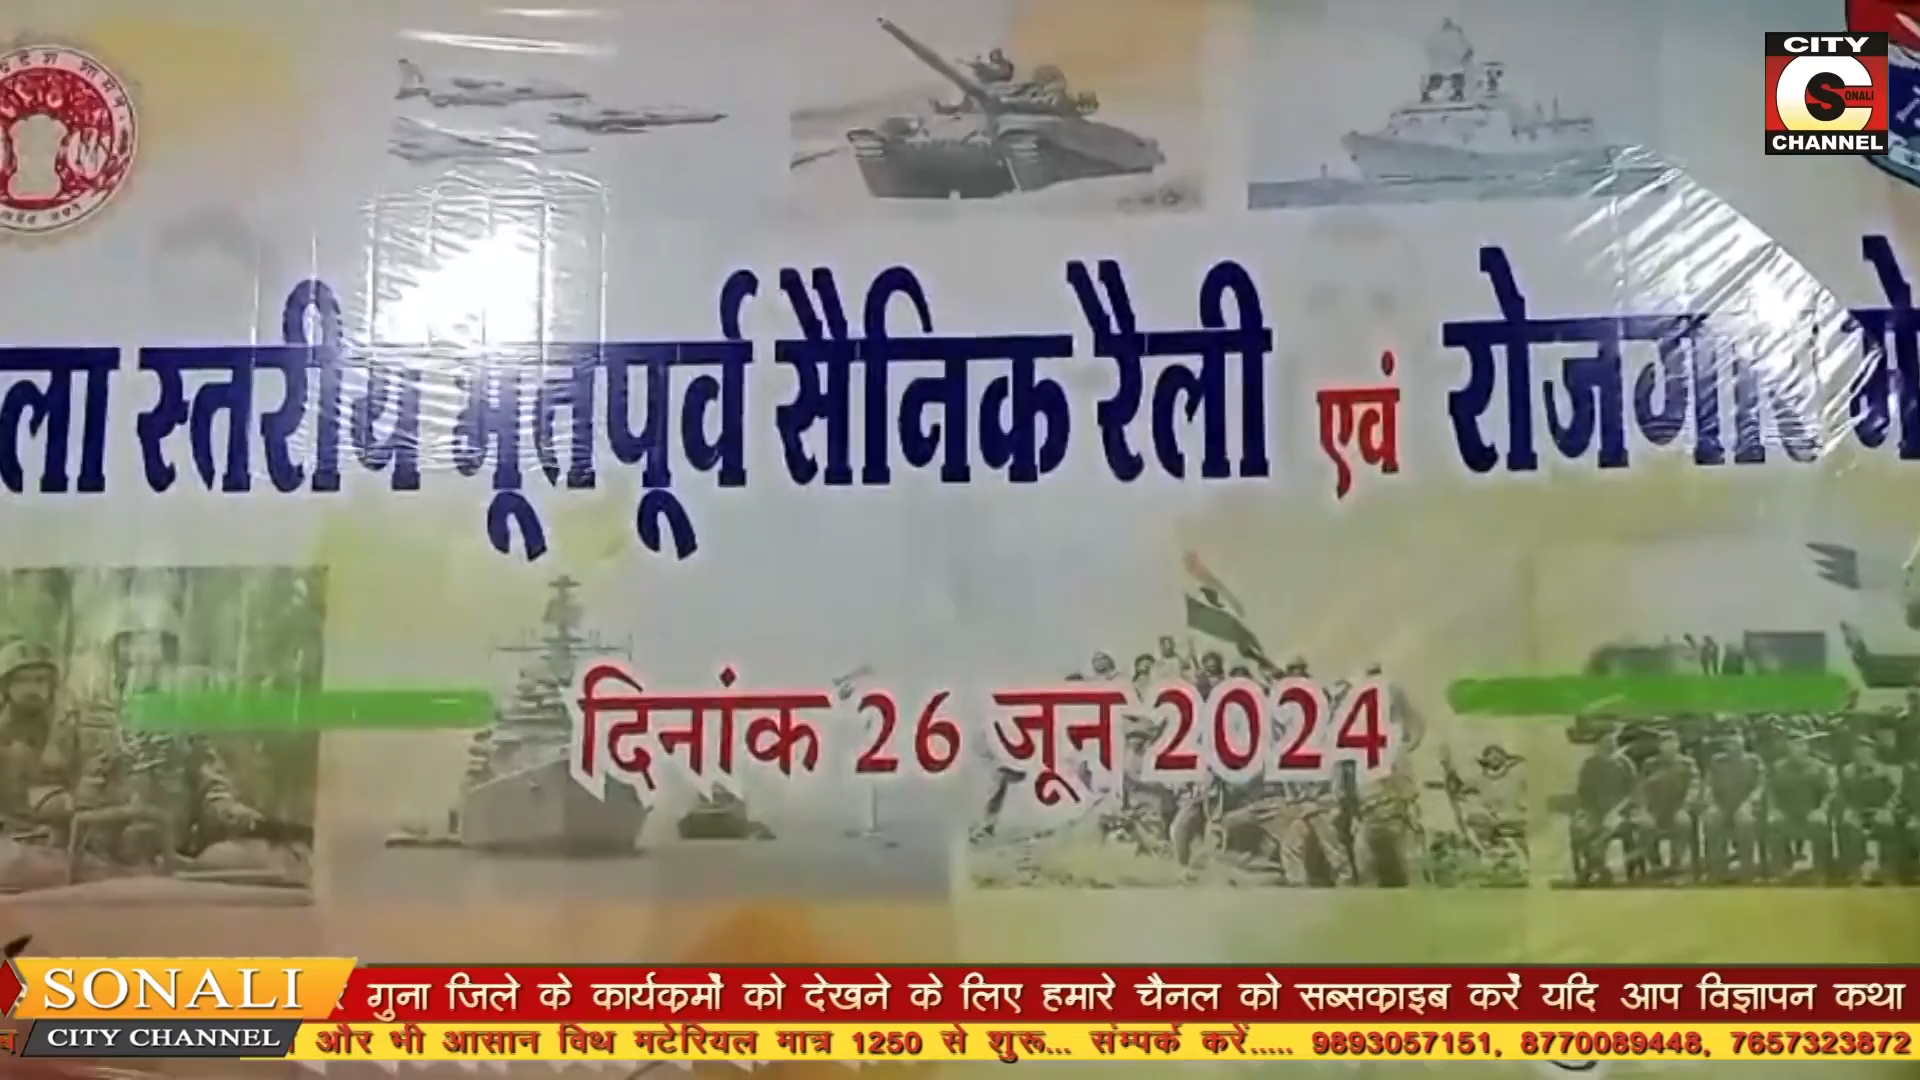 CITY
SONALI
CHANNEL
ला स्तरीय भूतपूर्व सैनिक रैली एवं रोजगार मे
दिनांक 26 जून 2024
SONALI
CITY CHANNEL
गुना जिले के कार्यक्रमों को देखने के लिए हमारे चैनल को सब्सक्राइब करें यदि आप विज्ञापन कथा
और भी आसान विथ मटेरियल मात्र 1250 से शुरू... संम्पर्क करें..... 9893057151, 8770089448, 7657323872